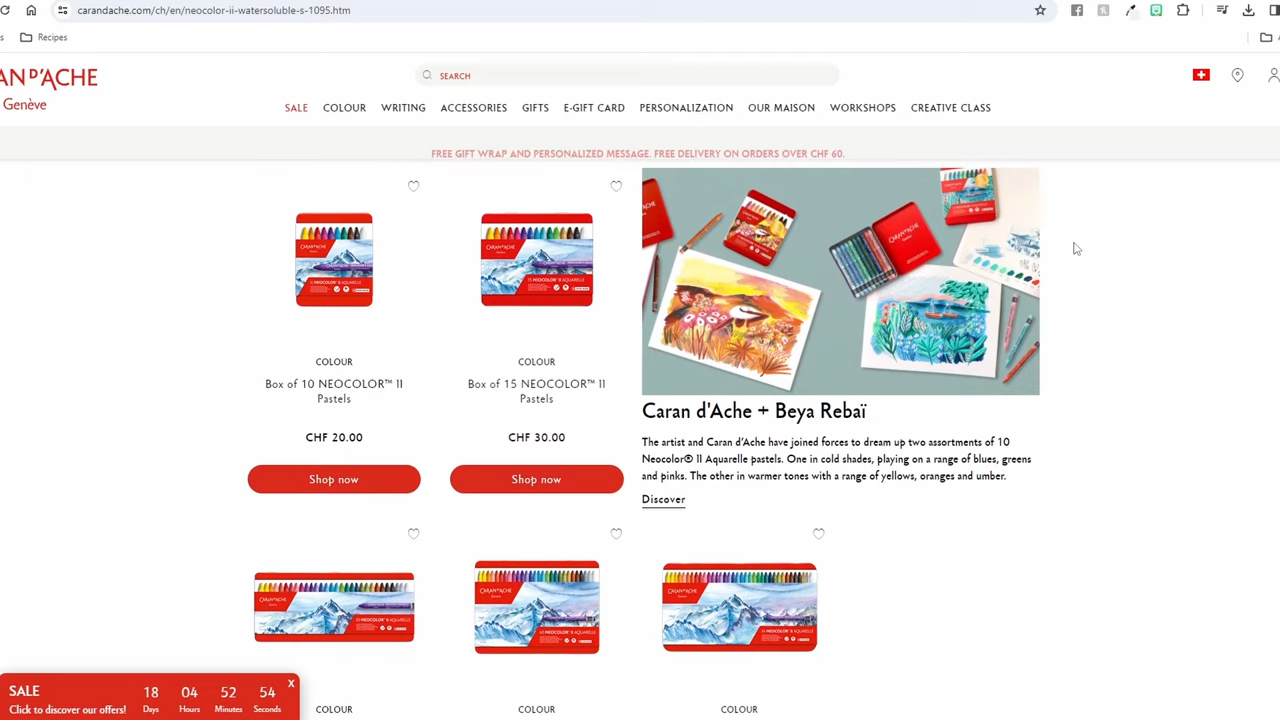 carandache.com/ch/en/neocolor-ii-watersoluble-s-1095.htm
Recipes
AN D'ACHE
Genève
SEARCH
SALE COLOUR WRITING ACCESSORIES GIFTS E-GIFT CARD PERSONALIZATION OUR MAISON WORKSHOPS CREATIVE CLASS
FREE GIFT WRAP AND PERSONALIZED MESSAGE. FREE DELIVERY ON ORDERS OVER CHF 60.
COLOUR
Box of 10 NEOCOLOR™ II
Pastels
CHF 20.00
Shop now
COLOUR
Box of 15 NEOCOLOR™ II
Pastels
CHF 30.00
Shop now
Caran d'Ache + Beya Rebaï
The artist and Caran d'Ache have joined forces to dream up two assortments of 10
Neocolor® II Aquarelle pastels. One in cold shades, playing on a range of blues, greens
and pinks. The other in warmer tones with a range of yellows, oranges and umber.
Discover
SALE
Click to discover our offers!
18 04 52 54
Days Hours Minutes Seconds
X
COLOUR
COLOUR
COLOUR